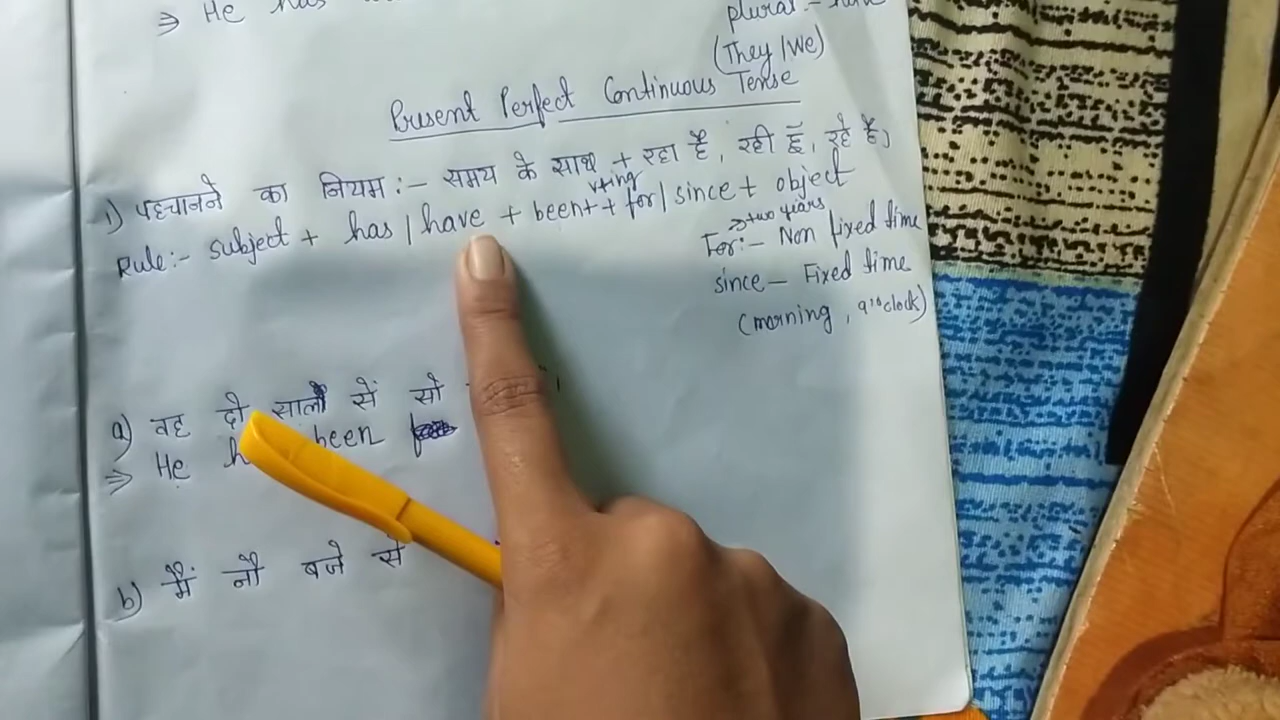 ⇒ He has
plural - have
(They/We)
Present Perfect Continuous Tense
1) पहचानने का नियम :- समय के साथ + रहा है, रही हूँ, रहे है,
v+ing
Rule:- subject + has/have + been + + for/since + object
⇒ two years
For:- Non fixed time
since - Fixed time
(morning, 9'o clock)
a) वह दो सालों सें सो
⇒ He been
b) मैं नौ बजे से